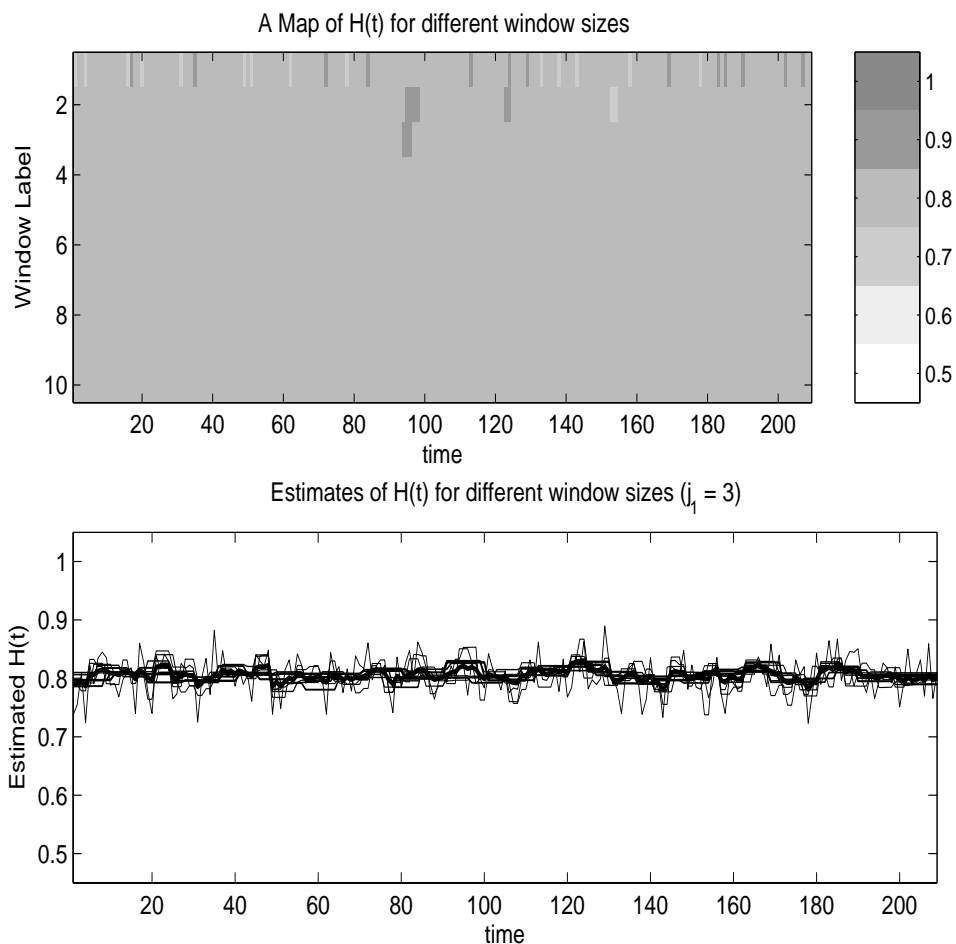 A Map of H(t) for different window sizes
Window Label
2
4
6
8
10
20 40 60 80 100 120 140 160 180 200
time
1
0.9
0.8
0.7
0.6
0.5
Estimates of H(t) for different window sizes (j1 = 3)
Estimated H(t)
1
0.9
0.8
0.7
0.6
0.5
20 40 60 80 100 120 140 160 180 200
time